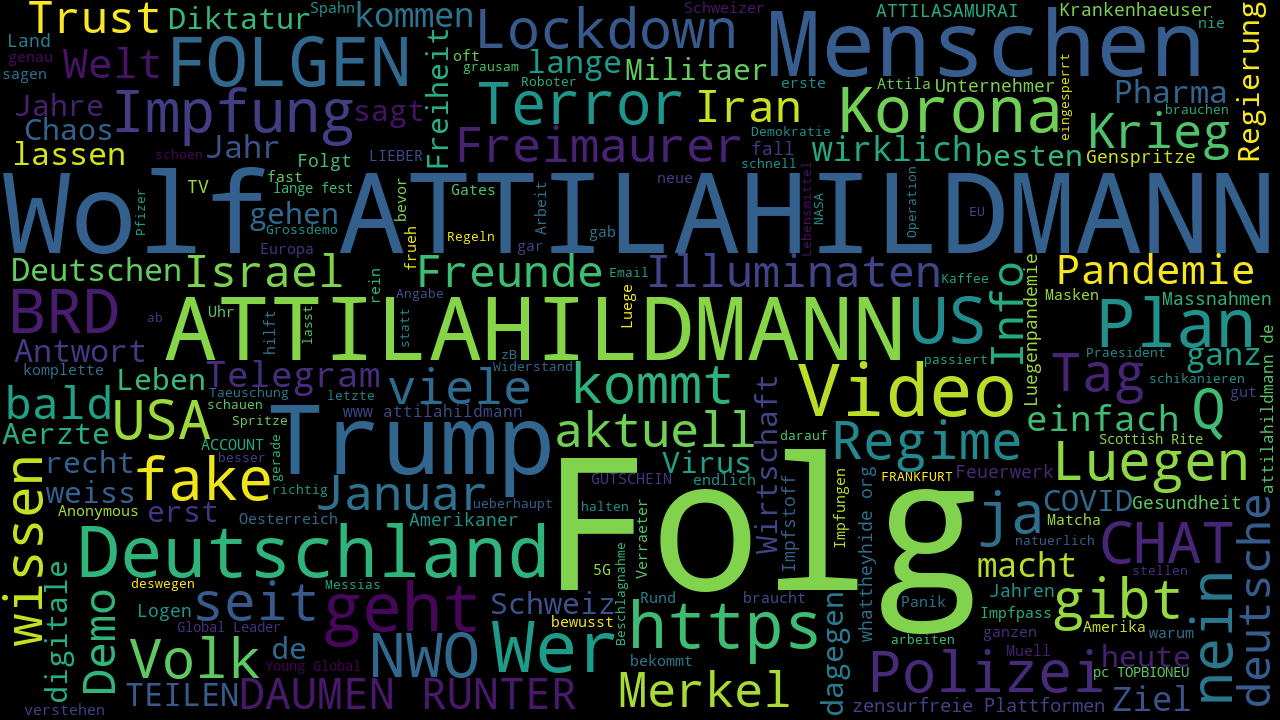 Trust Diktatur Spahn kommen Schweizer ATTILASAMURAI Krankenhaeuser nie
Land genau sagen Welt FOLGEN oft grausam Lockdown lange Militaer Menschen Regierung
Jahre Impfung sagt Freiheit Roboter Terror Iran erste Attila Unternehmer Korona eingesperrt Pharma brauchen
Chaos Jahr lassen schoen Folgt LIEBER Freimaurer Demokratie fall schnell wirklich besten Krieg Genspritze
Wolf ATTILAHILDMANN
Pfizer TV fast lange fest gehen Grossdemo Europa bevor frueh Gates Regeln Arbeit gar gab neue Lebensmittel NASA Operation EU
Deutschen Israel rein Freunde Email Illuminaten Kaffee Info Luegenpandemie Pandemie
BRD ab ATTILAHILDMANN Uhr hilft lasst Angabe statt Luege US Masken Massnahmen Plan
Antwort komplette Telegram zB Widerstand passiert Praesident ganz attilahildmann de
Leben Taeuschung letzte viele kommt Video Tag schikanieren gut
bald schauen Spritze www attilahildmann Wirtschaft einfach Q
Aerzte USA ACCOUNT gerade Trump aktuell darauf Regime Scottish Rite
wissen recht besser fake richtig Virus endlich FRANKFURT Feuerwerk Luegen
weiss Januar ueberhaupt Folg GUTSCHEIN Impfstoff Impfungen whattheyhide org ja COVID Gesundheit
Anonymous erst Oesterreich Amerikaner halten Verraeter Matcha natuerlich CHAT deutsche
Deutschland 5G macht stellen
digitale deswegen Messias Beschlagnahme Panik Jahren
Demo Logen seit geht Schweiz bewusst Rund braucht Impfpass gibt nein
Global Leader https arbeiten ganzen Amerika warum
Volk de Young Global NWO Wer bekommt dagegen Muell heute
TEILEN DAUMEN RUNTER Merkel Polizei pc TOPBIONEU
verstehen zensurfreie Plattformen Ziel